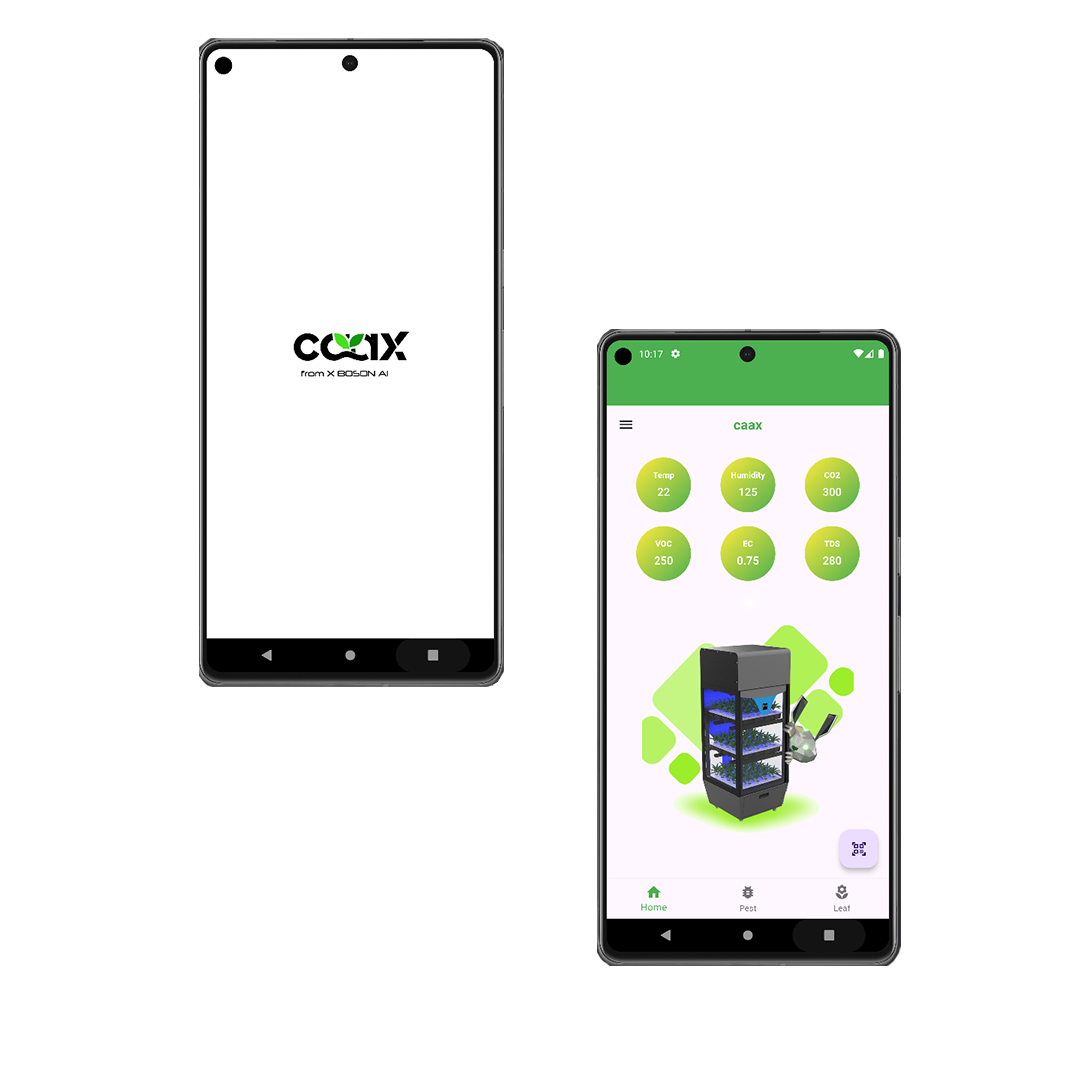 caax
from X BOSON AI
10:17
caax
Temp
22
Humidity
125
CO2
300
VOC
250
EC
0.75
TDS
280
Home
Pest
Leaf